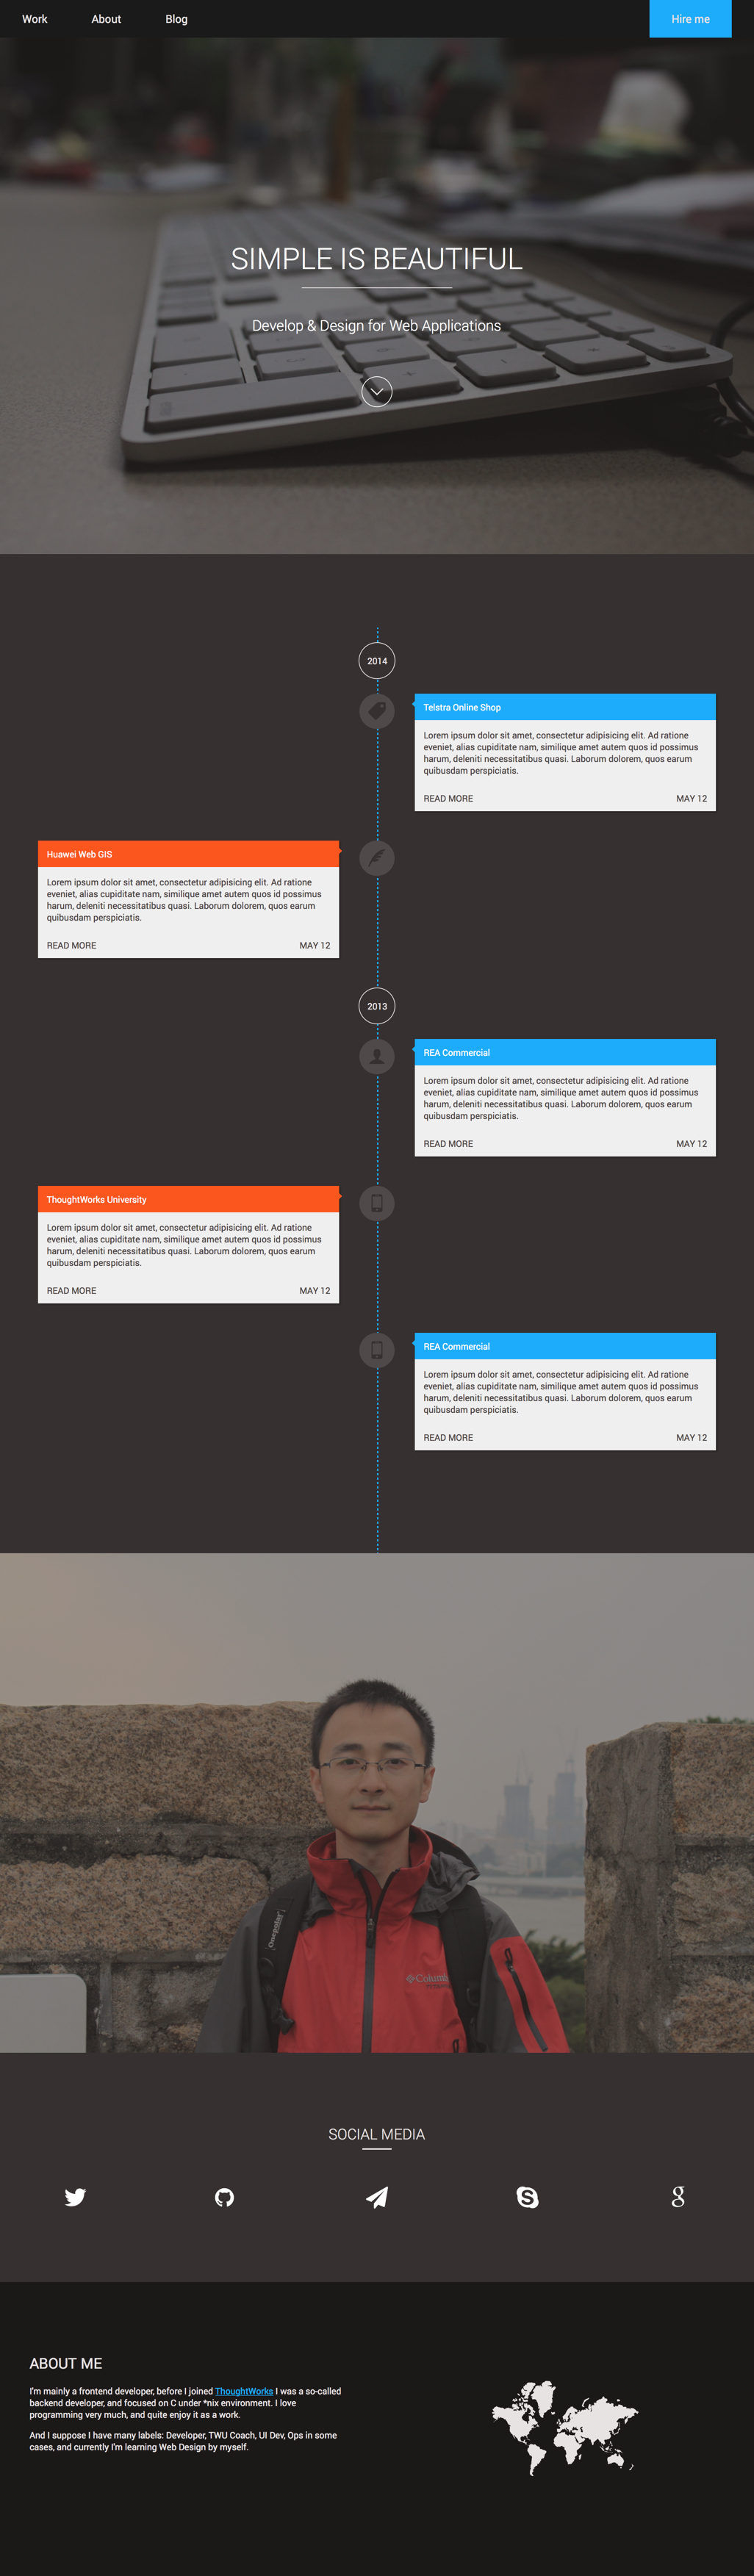 Work About Blog Hire me
SIMPLE IS BEAUTIFUL
Develop & Design for Web Applications
2014
Telstra Online Shop
Lorem ipsum dolor sit amet, consectetur adipisicing elit. Ad ratione
eveniet, alias cupiditate nam, similique amet autem quos id possimus
harum, deleniti necessitatibus quasi. Laborum dolorem, quos earum
quibusdam perspiciatis.
READ MORE MAY 12
Huawei Web GIS
Lorem ipsum dolor sit amet, consectetur adipisicing elit. Ad ratione
eveniet, alias cupiditate nam, similique amet autem quos id possimus
harum, deleniti necessitatibus quasi. Laborum dolorem, quos earum
quibusdam perspiciatis.
READ MORE MAY 12
2013
REA Commercial
Lorem ipsum dolor sit amet, consectetur adipisicing elit. Ad ratione
eveniet, alias cupiditate nam, similique amet autem quos id possimus
harum, deleniti necessitatibus quasi. Laborum dolorem, quos earum
quibusdam perspiciatis.
READ MORE MAY 12
ThoughtWorks University
Lorem ipsum dolor sit amet, consectetur adipisicing elit. Ad ratione
eveniet, alias cupiditate nam, similique amet autem quos id possimus
harum, deleniti necessitatibus quasi. Laborum dolorem, quos earum
quibusdam perspiciatis.
READ MORE MAY 12
REA Commercial
Lorem ipsum dolor sit amet, consectetur adipisicing elit. Ad ratione
eveniet, alias cupiditate nam, similique amet autem quos id possimus
harum, deleniti necessitatibus quasi. Laborum dolorem, quos earum
quibusdam perspiciatis.
READ MORE MAY 12
Colum
SOCIAL MEDIA
ABOUT ME
I'm mainly a frontend developer, before I joined ThoughtWorks I was a so-called
backend developer, and focused on C under *nix environment. I love
programming very much, and quite enjoy it as a work.
And I suppose I have many labels: Developer, TWU Coach, UI Dev, Ops in some
cases, and currently I'm learning Web Design by myself.